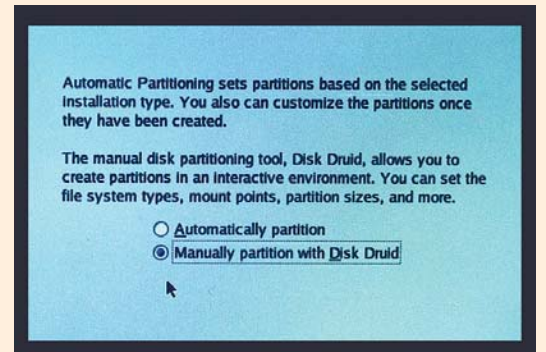 Automatic Partitioning sets partitions based on the selected
installation type. You also can customize the partitions once
they have been created.
The manual disk partitioning tool, Disk Druid, allows you to
create partitions in an interactive environment. You can set the
file system types, mount points, partition sizes, and more.
Automatically partition
Manually partition with Disk Druid